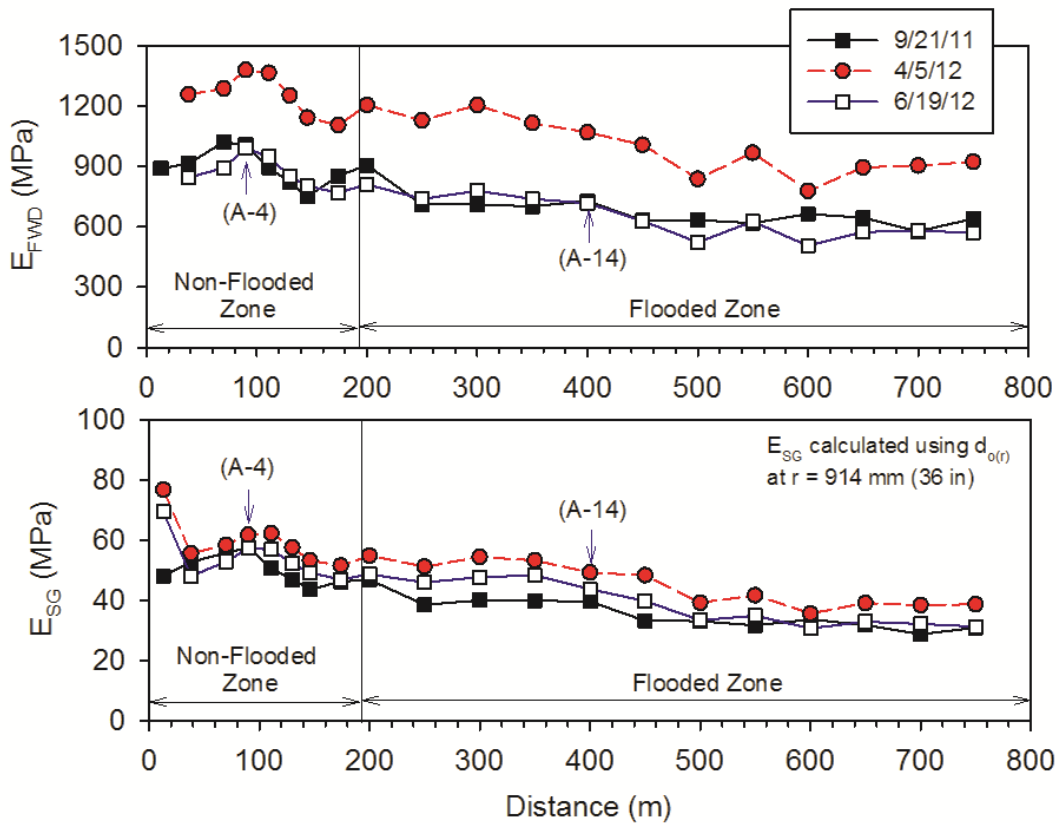 1500
1200
900
600
300
0
E_FWD (MPa)
9/21/11
4/5/12
6/19/12
(A-4)
(A-14)
Non-Flooded
Zone
Flooded Zone
0 100 200 300 400 500 600 700 800
100
80
60
40
20
0
E_SG (MPa)
E_SG calculated using d_o(r)
at r = 914 mm (36 in)
(A-4)
(A-14)
Non-Flooded
Zone
Flooded Zone
0 100 200 300 400 500 600 700 800
Distance (m)